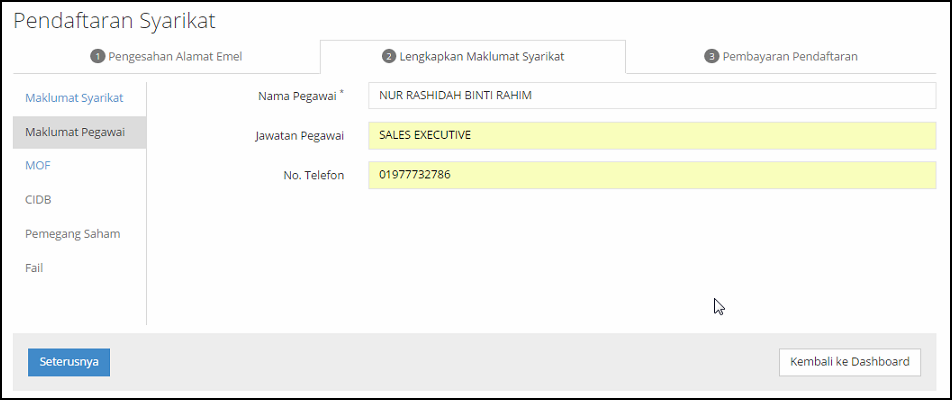 Pendaftaran Syarikat
1 Pengesahan Alamat Emel
2 Lengkapkan Maklumat Syarikat
3 Pembayaran Pendaftaran
Maklumat Syarikat
Maklumat Pegawai
MOF
CIDB
Pemegang Saham
Fail
Nama Pegawai * NUR RASHIDAH BINTI RAHIM
Jawatan Pegawai SALES EXECUTIVE
No. Telefon 01977732786
Seterusnya
Kembali ke Dashboard